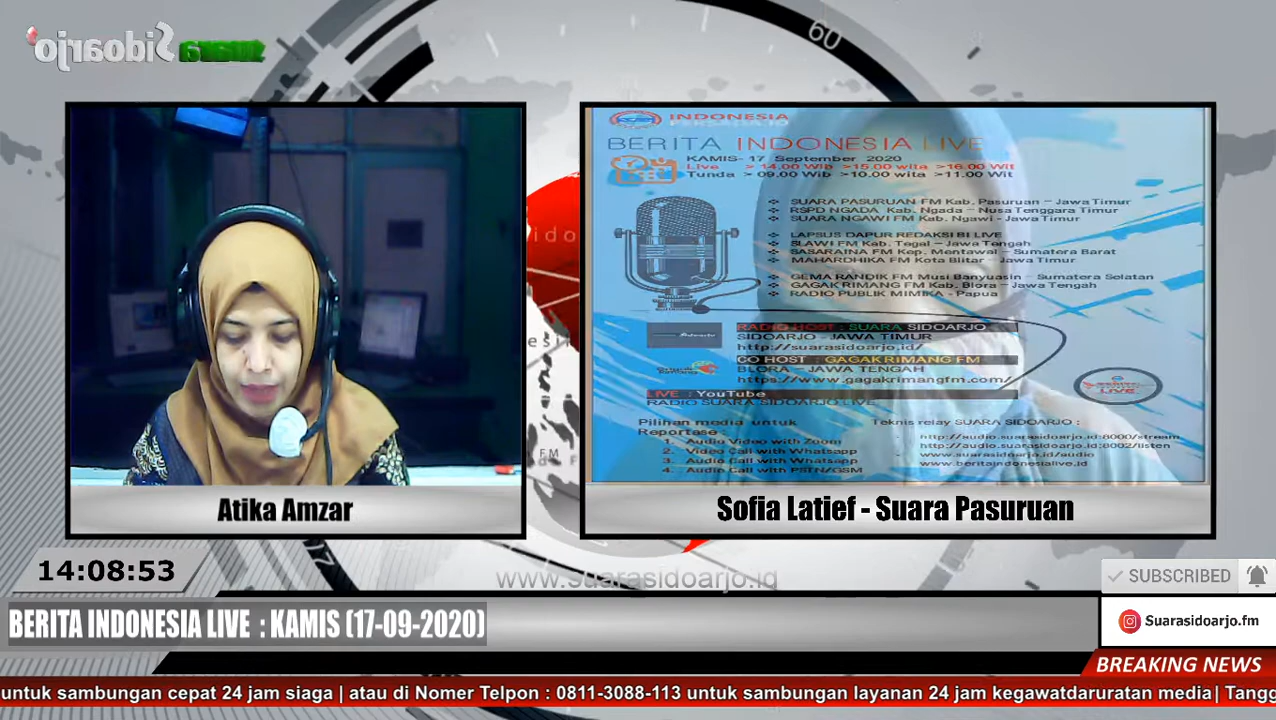 Suara Sidoarjo
60
INDONESIA
BERITA INDONESIA LIVE
KAMIS- 17 September 2020
Live > 14.00 Wib >15.00 wita >16.00 Wit
Tunda > 09.00 Wib >10.00 wita >11.00 Wit
❖ SUARA PASURUAN FM Kab. Pasuruan – Jawa Timur
❖ RSPD NGADA Kab. Ngada – Nusa Tenggara Timur
❖ SUARA NGAWI FM Kab. Ngawi - Jawa Timur
❖ LAPSUS DAPUR REDAKSI BI LIVE
❖ SLAWI FM Kab. Tegal – Jawa Tengah
❖ SASARAINA FM Kep. Mentawai – Sumatera Barat
❖ MAHARDHIKA FM Kota Blitar – Jawa Timur
❖ GEMA RANDIK FM Musi Banyuasin – Sumatera Selatan
❖ GAGAK RIMANG FM Kab. Blora – Jawa Tengah
❖ RADIO PUBLIK MIMIKA - Papua
RADIO HOST : SUARA SIDOARJO
SIDOARJO - JAWA TIMUR
http://suarasidoarjo.id/
CO HOST : GAGAK RIMANG FM
BLORA – JAWA TENGAH
https://www.gagakrimangfm.com/
LIVE : YouTube
RADIO SUARA SIDOARJO LIVE
LIVE
Pilihan media untuk
Reportase :
1. Audio Video with Zoom
2. Video Call with Whatsapp
3. Audio Call with Whatsapp
4. Audio Call with PSTN/GSM
Teknis relay SUARA SIDOARJO :
- http://audio.suarasidoarjo.id:8000/stream
- http://audio.suarasidoarjo.id:8002/listen
- www.suarasidoarjo.id/audio
- www.beritaindonesialive.id
FM
Atika Amzar
Sofia Latief - Suara Pasuruan
14:08:53
www.suarasidoarjo.id
SUBSCRIBED
BERITA INDONESIA LIVE : KAMIS (17-09-2020)
Suarasidoarjo.fm
BREAKING NEWS
untuk sambungan cepat 24 jam siaga | atau di Nomer Telpon : 0811-3088-113 untuk sambungan layanan 24 jam kegawatdaruratan media| Tangg